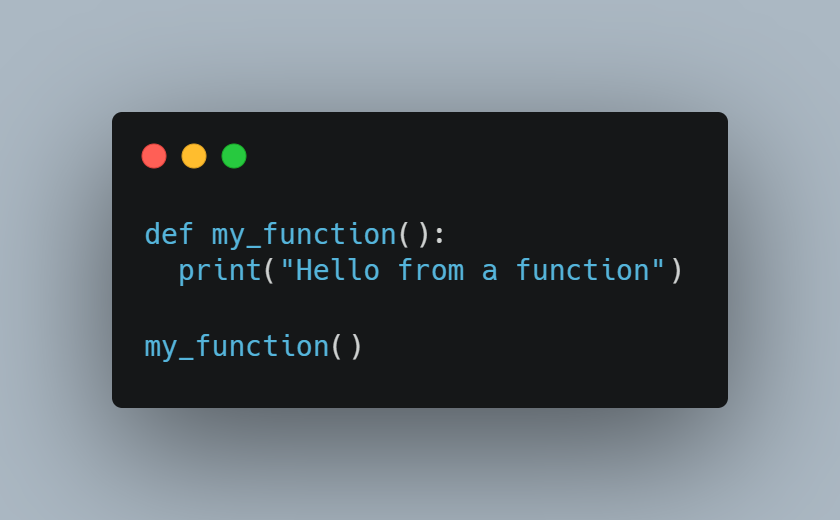 def my_function():
  print("Hello from a function")

my_function()